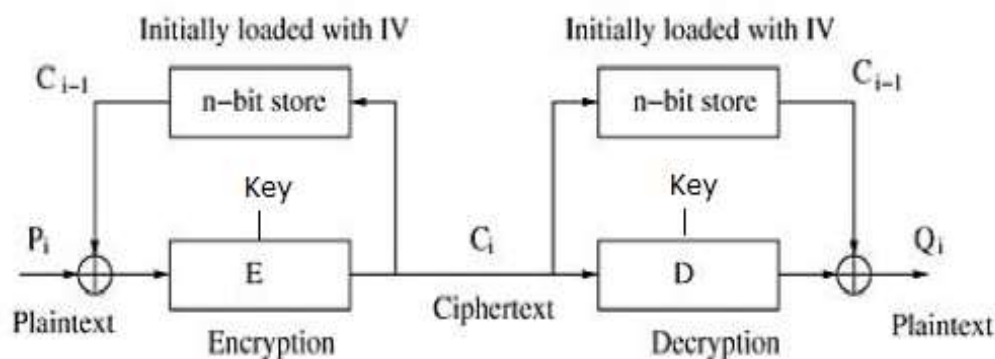 Initially loaded with IV
Initially loaded with IV
C i−1
n−bit store
n−bit store
C i−1
Key
Key
P i
E
C i
D
Q i
Plaintext
Encryption
Ciphertext
Decryption
Plaintext